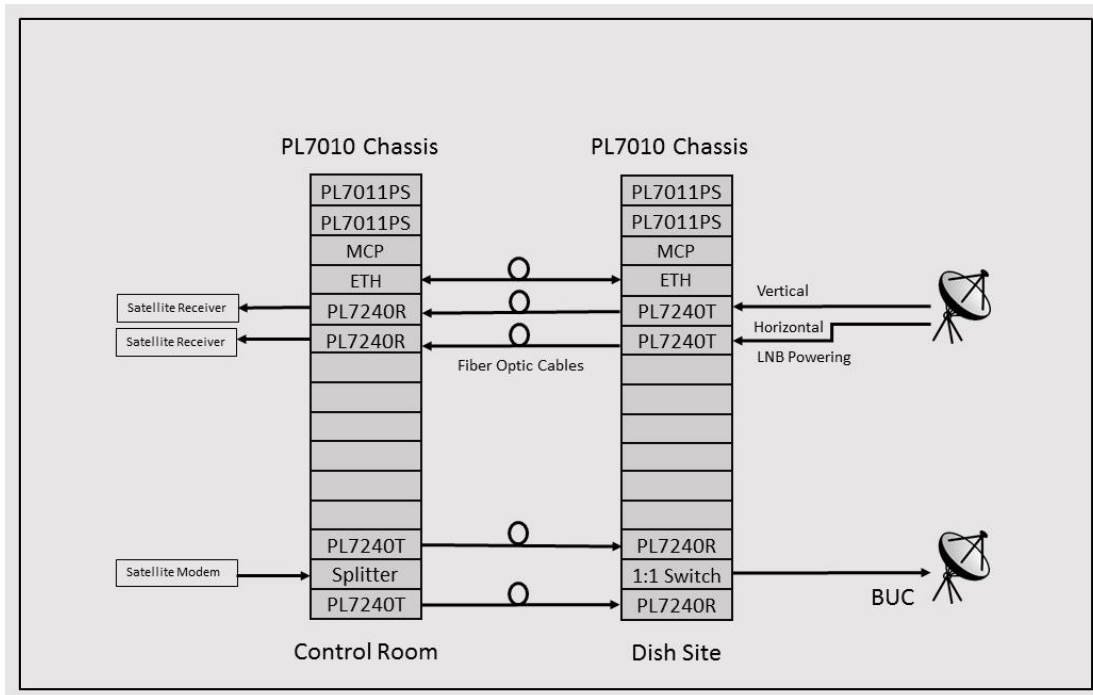 PL7010 Chassis
PL7010 Chassis
PL7011PS
PL7011PS
PL7011PS
PL7011PS
MCP
MCP
ETH
ETH
Vertical
Satellite Receiver
PL7240R
PL7240T
Satellite Receiver
PL7240R
PL7240T
Horizontal
Fiber Optic Cables
LNB Powering
PL7240T
PL7240R
Satellite Modem
Splitter
1:1 Switch
BUC
PL7240T
PL7240R
Control Room
Dish Site